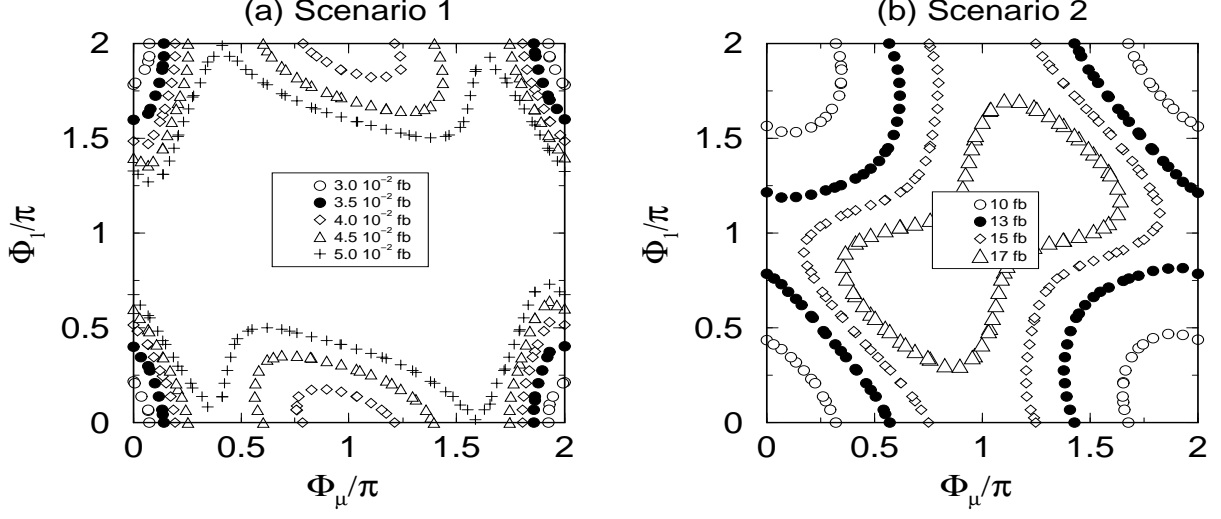 (a) Scenario 1
2
1.5
1
0.5
0
Φ₁/π
3.0 10⁻² fb
3.5 10⁻² fb
4.0 10⁻² fb
4.5 10⁻² fb
5.0 10⁻² fb
0 0.5 1 1.5 2
Φμ/π
(b) Scenario 2
2
1.5
1
0.5
0
Φ₁/π
10 fb
13 fb
15 fb
17 fb
0 0.5 1 1.5 2
Φμ/π